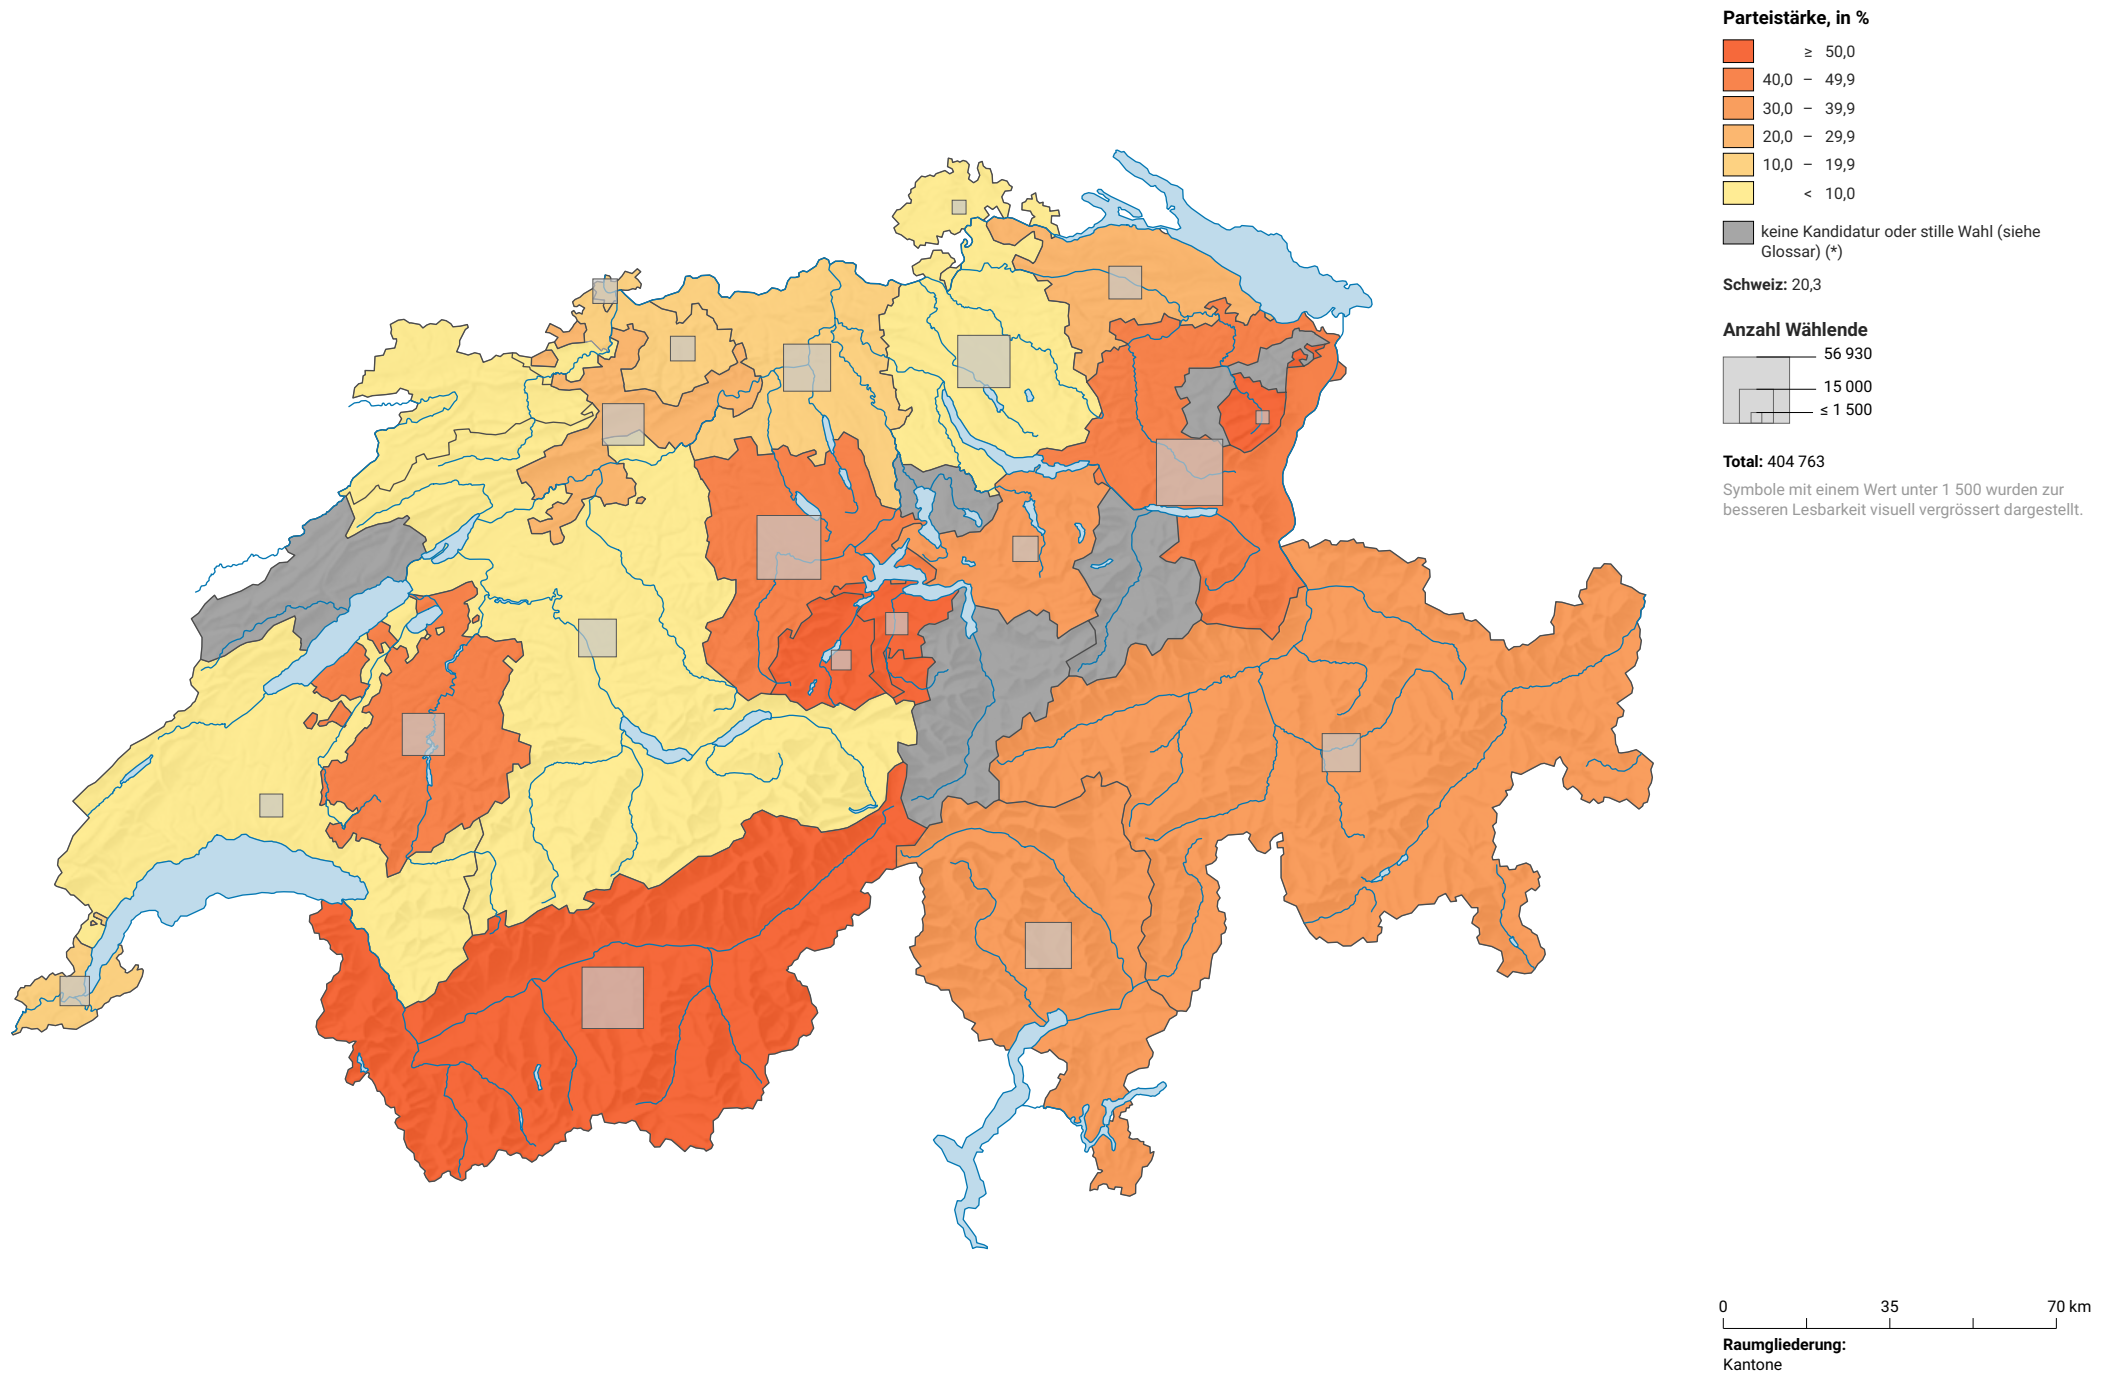 Parteistärke, in %
≥ 50,0
40,0 – 49,9
30,0 – 39,9
20,0 – 29,9
10,0 – 19,9
< 10,0
keine Kandidatur oder stille Wahl (siehe
Glossar) (*)
Schweiz: 20,3
Anzahl Wählende
56 930
15 000
≤ 1 500
Total: 404 763
Symbole mit einem Wert unter 1 500 wurden zur
besseren Lesbarkeit visuell vergrössert dargestellt.
0 35 70 km
Raumgliederung:
Kantone